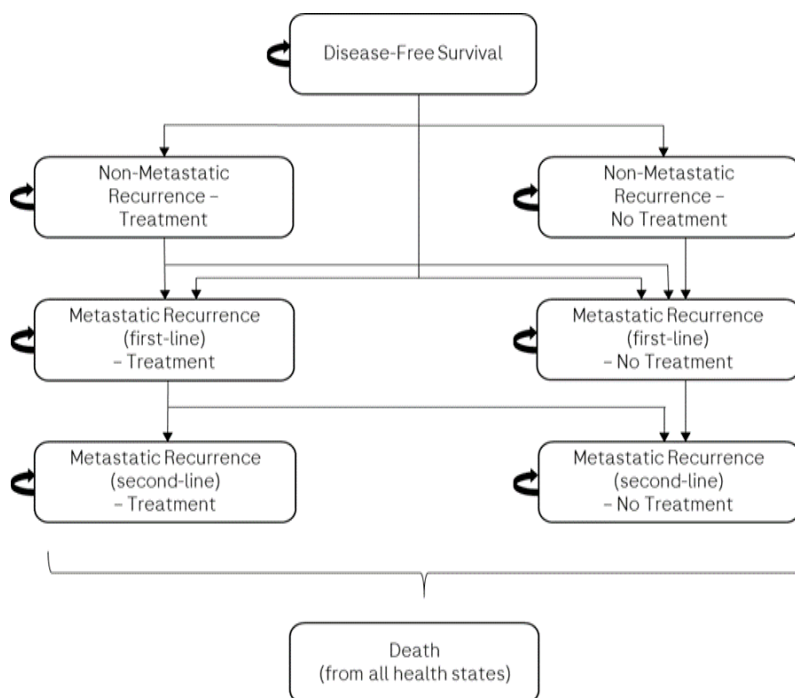 Disease-Free Survival
Non-Metastatic
Recurrence –
Treatment
Non-Metastatic
Recurrence –
No Treatment
Metastatic Recurrence
(first-line)
– Treatment
Metastatic Recurrence
(first-line)
– No Treatment
Metastatic Recurrence
(second-line)
– Treatment
Metastatic Recurrence
(second-line)
– No Treatment
Death
(from all health states)